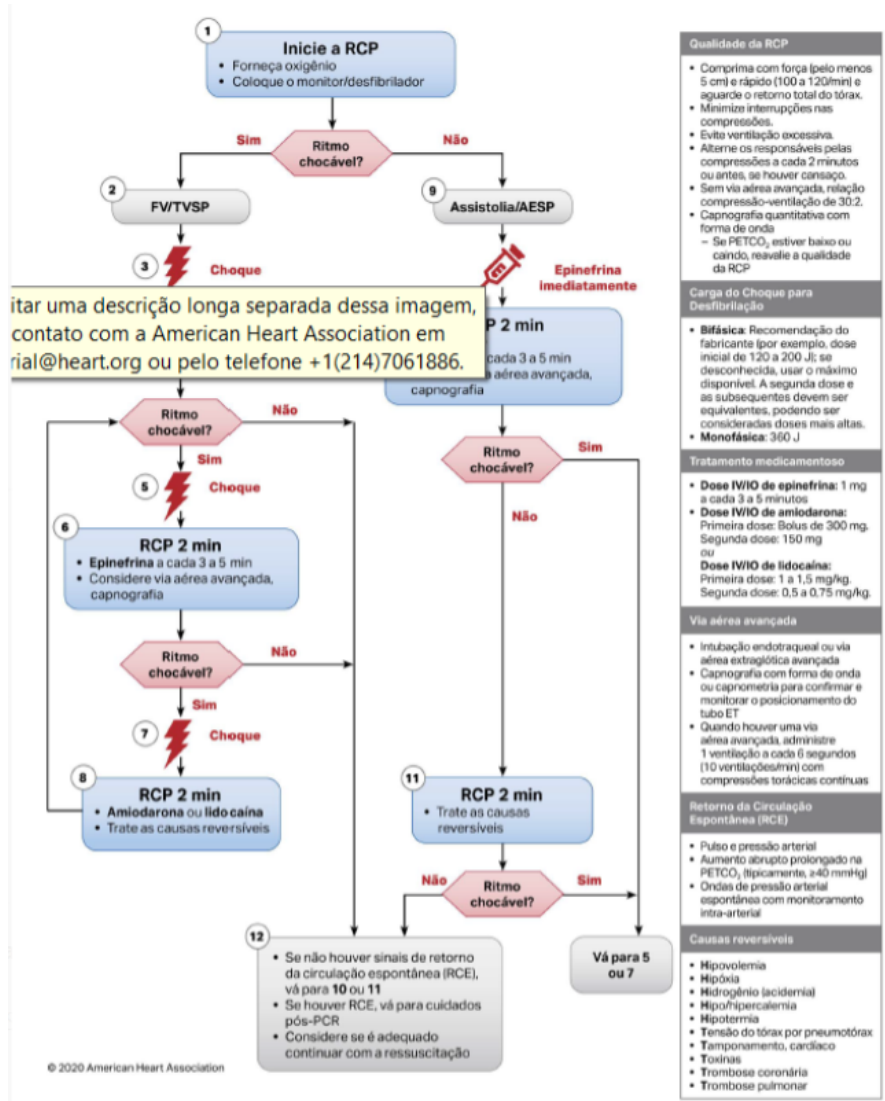 1
Inicie a RCP
• Forneça oxigênio
• Coloque o monitor/desfibrilador
Sim
Ritmo
chocável?
Não
2
FV/TVSP
9
Assistolia/AESP
3
Choque
Epinefrina
imediatamente
itar uma descrição longa separada dessa imagem,
contato com a American Heart Association em
rial@heart.org ou pelo telefone +1(214)7061886.
P 2 min
cada 3 a 5 min
a aérea avançada,
capnografia
Ritmo
chocável?
Não
Sim
5
Choque
6
RCP 2 min
• Epinefrina a cada 3 a 5 min
• Considere via aérea avançada,
capnografia
Ritmo
chocável?
Não
Sim
7
Choque
8
RCP 2 min
• Amiodarona ou lido caína
• Trate as causas reversíveis
Ritmo
chocável?
Sim
Não
11
RCP 2 min
• Trate as causas
reversíveis
Não
Ritmo
chocável?
Sim
12
• Se não houver sinais de retorno
da circulação espontânea (RCE),
vá para 10 ou 11
• Se houver RCE, vá para cuidados
pós-PCR
• Considere se é adequado
continuar com a ressuscitação
Vá para 5
ou 7
© 2020 American Heart Association
Qualidade da RCP
• Comprima com força (pelo menos
5 cm) e rápido (100 a 120/min) e
aguarde o retorno total do tórax.
• Minimize interrupções nas
compressões.
• Evite ventilação excessiva.
• Alterne os responsáveis pelas
compressões a cada 2 minutos
ou antes, se houver cansaço.
• Sem via aérea avançada, relação
compressão-ventilação de 30:2.
• Capnografia quantitativa com
forma de onda
– Se PETCO₂ estiver baixo ou
caindo, reavalie a qualidade
da RCP
Carga do Choque para
Desfibrilação
• Bifásica: Recomendação do
fabricante (por exemplo, dose
inicial de 120 a 200 J); se
desconhecida, usar o máximo
disponível. A segunda dose e
as subsequentes devem ser
equivalentes, podendo ser
consideradas doses mais altas.
• Monofásica: 360 J
Tratamento medicamentoso
• Dose IV/IO de epinefrina: 1 mg
a cada 3 a 5 minutos
• Dose IV/IO de amiodarona:
Primeira dose: Bolus de 300 mg.
Segunda dose: 150 mg
ou
Dose IV/IO de lidocaína:
Primeira dose: 1 a 1,5 mg/kg.
Segunda dose: 0,5 a 0,75 mg/kg.
Via aérea avançada
• Intubação endotraqueal ou via
aérea extraglótica avançada
• Capnografia com forma de onda
ou capnometria para confirmar e
monitorar o posicionamento do
tubo ET
• Quando houver uma via
aérea avançada, administre
1 ventilação a cada 6 segundos
(10 ventilações/min) com
compressões torácicas contínuas
Retorno da Circulação
Espontânea (RCE)
• Pulso e pressão arterial
• Aumento abrupto prolongado na
PETCO₂ (tipicamente, ≥40 mmHg)
• Ondas de pressão arterial
espontânea com monitoramento
intra-arterial
Causas reversíveis
• Hipovolemia
• Hipóxia
• Hidrogênio (acidemia)
• Hipo/hipercalemia
• Hipotermia
• Tensão do tórax por pneumotórax
• Tamponamento, cardíaco
• Toxinas
• Trombose coronária
• Trombose pulmonar